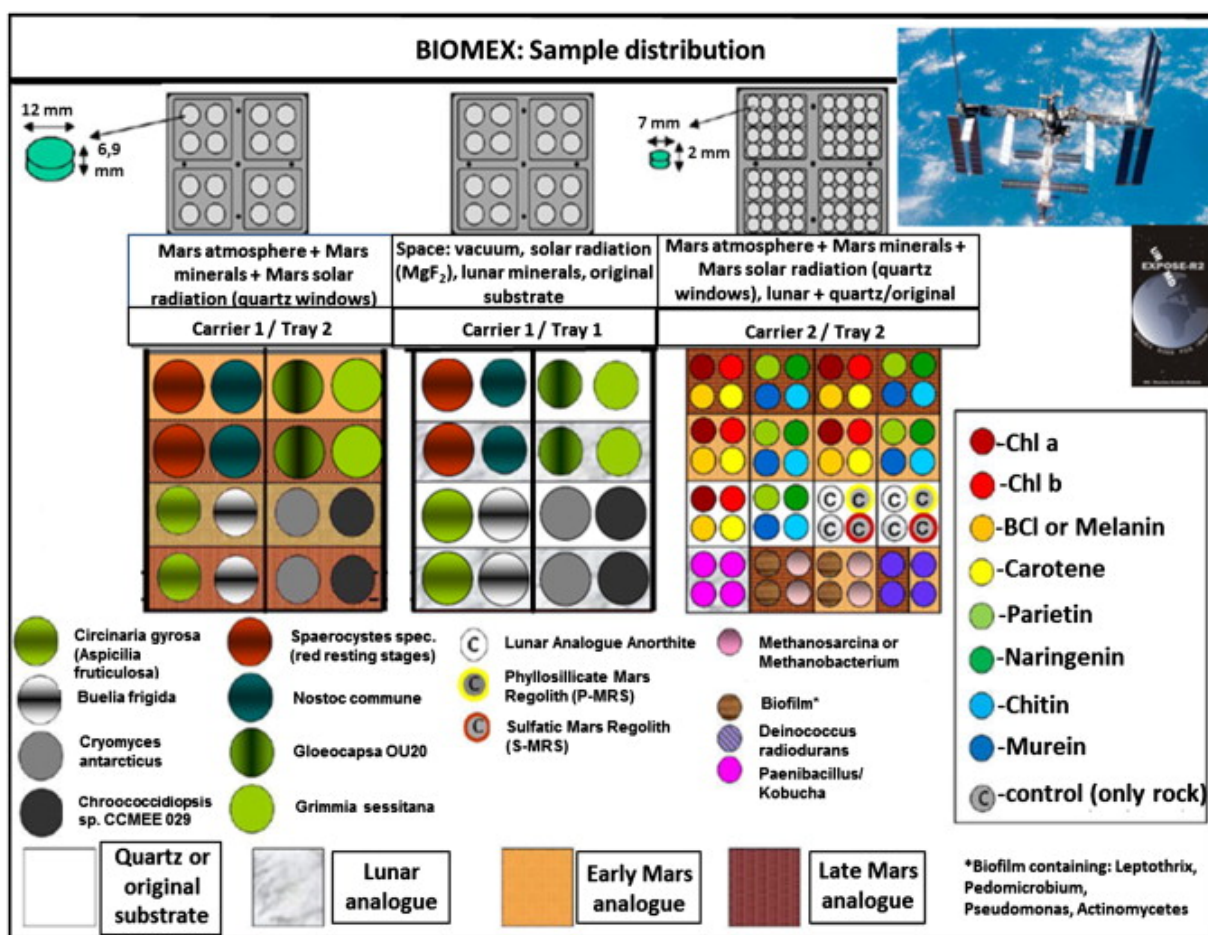 BIOMEX: Sample distribution
12 mm
6,9
mm
7 mm
2 mm
EXPOSE-R2
Mars atmosphere + Mars
minerals + Mars solar
radiation (quartz windows)
Space: vacuum, solar radiation
(MgF2), lunar minerals, original
substrate
Mars atmosphere + Mars minerals +
Mars solar radiation (quartz
windows), lunar + quartz/original
Carrier 1 / Tray 2
Carrier 1 / Tray 1
Carrier 2 / Tray 2
C C C C
C C C C
-Chl a
-Chl b
-BCl or Melanin
-Carotene
-Parietin
-Naringenin
-Chitin
-Murein
C -control (only rock)
Circinaria gyrosa
(Aspicilia
fruticulosa)
Buelia frigida
Cryomyces
antarcticus
Chroococcidiopsis
sp. CCMEE 029
Spaerocystes spec.
(red resting stages)
Nostoc commune
Gloeocapsa OU20
Grimmia sessitana
C Lunar Analogue Anorthite
C Phyllosillicate Mars
Regolith (P-MRS)
C Sulfatic Mars Regolith
(S-MRS)
Methanosarcina or
Methanobacterium
Biofilm*
Deinococcus
radiodurans
Paenibacillus/
Kobucha
Quartz or
original
substrate
Lunar
analogue
Early Mars
analogue
Late Mars
analogue
*Biofilm containing: Leptothrix,
Pedomicrobium,
Pseudomonas, Actinomycetes